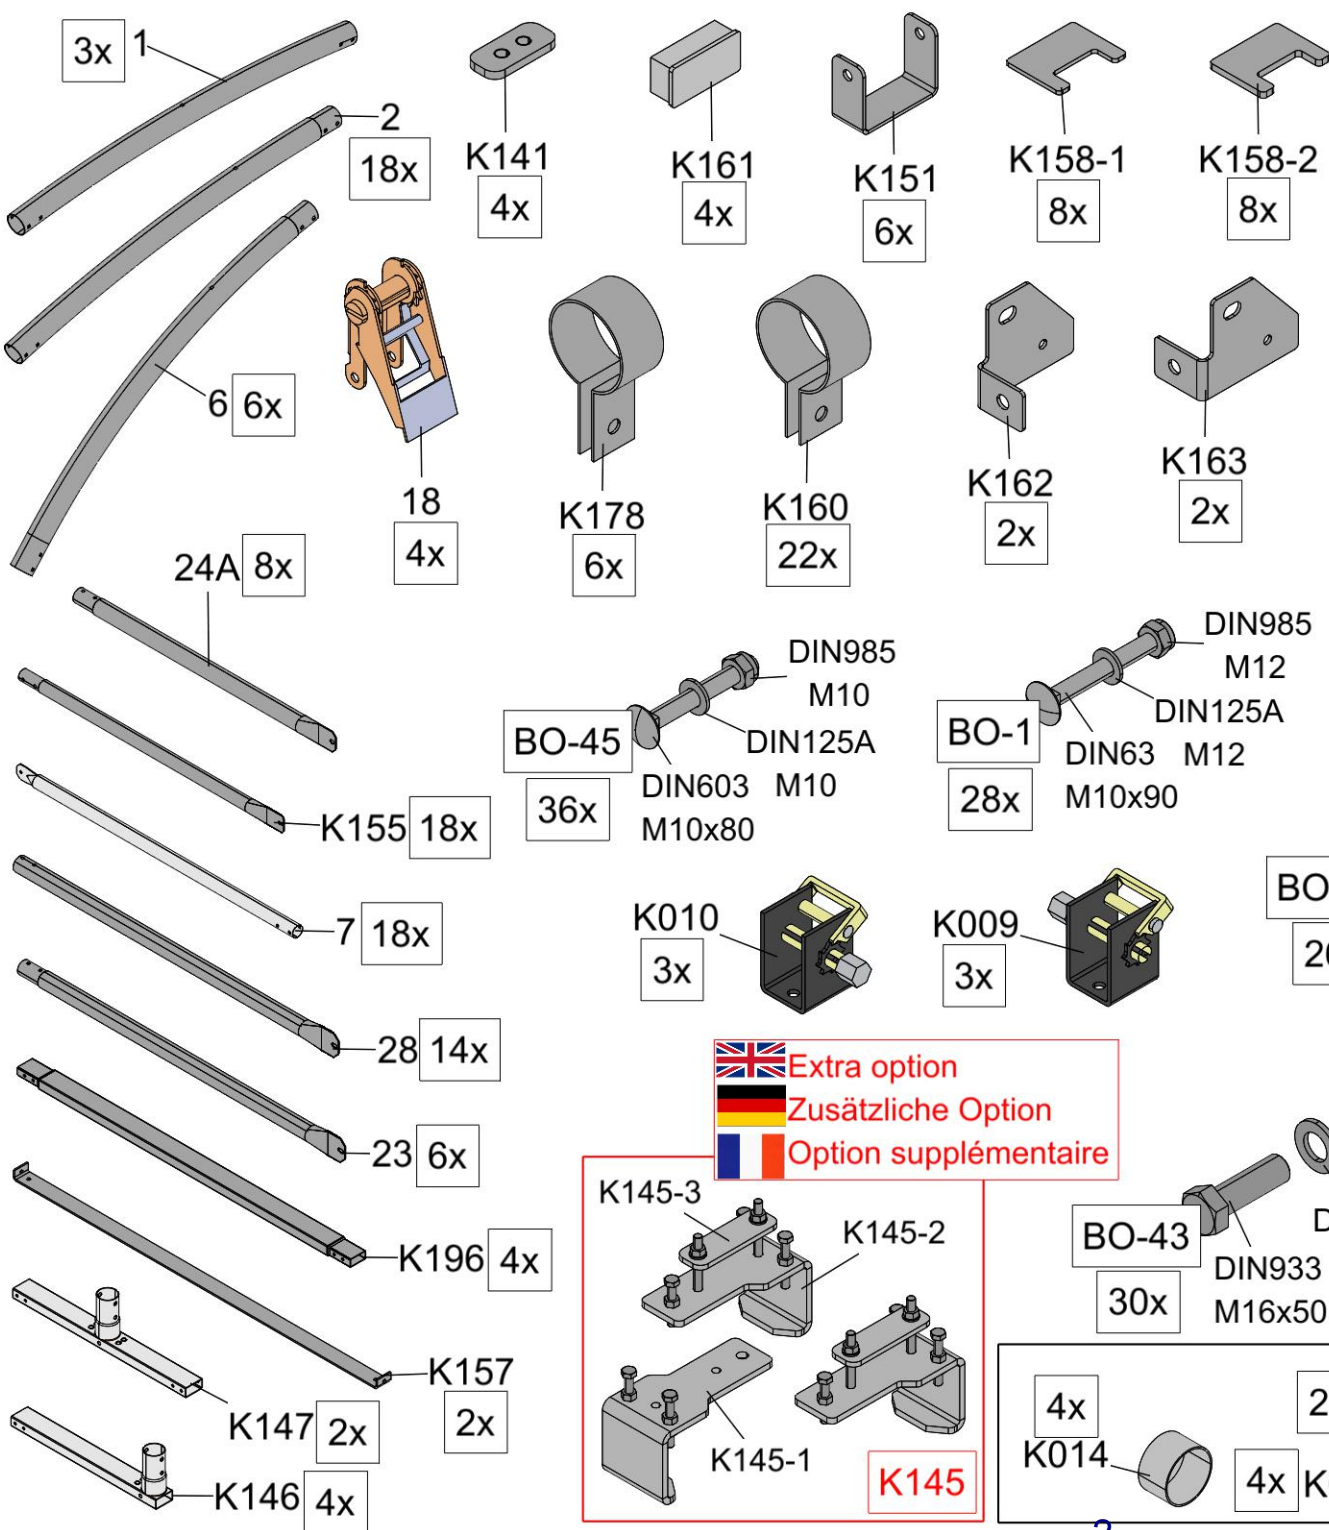 3x 1
2
18x
K141
4x
K161
4x
K151
6x
K158-1
8x
K158-2
8x
6 6x
18
4x
K178
6x
K160
22x
K162
2x
K163
2x
24A 8x
K155 18x
7 18x
28 14x
23 6x
K196 4x
K157
2x
K147 2x
K146 4x
BO-45
36x
DIN985
M10
DIN125A
M10
DIN603
M10x80
BO-1
28x
DIN985
M12
DIN125A
M12
DIN63
M10x90
K010
3x
K009
3x
BO
Extra option
Zusätzliche Option
Option supplémentaire
K145-3
K145-2
K145-1
K145
BO-43
30x
DIN933
M16x50
4x
K014
4x